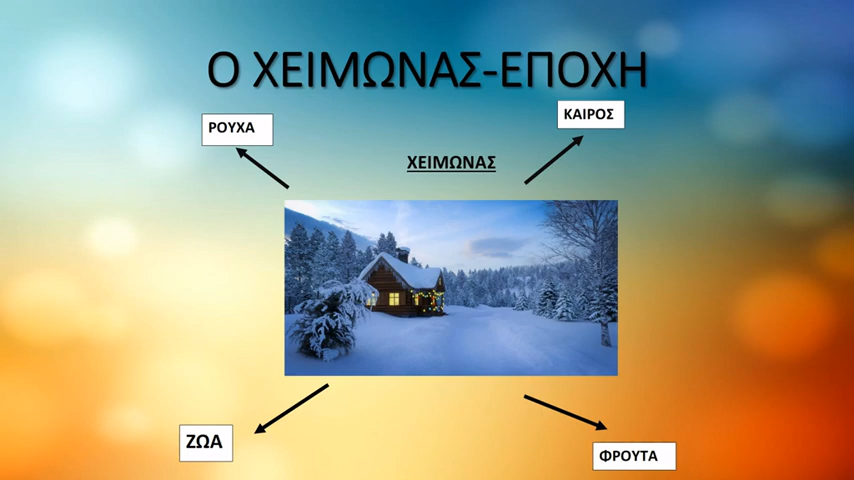 Ο ΧΕΙΜΩΝΑΣ-ΕΠΟΧΗ
ΡΟΥΧΑ
ΚΑΙΡΟΣ
ΧΕΙΜΩΝΑΣ
ΖΩΑ
ΦΡΟΥΤΑ